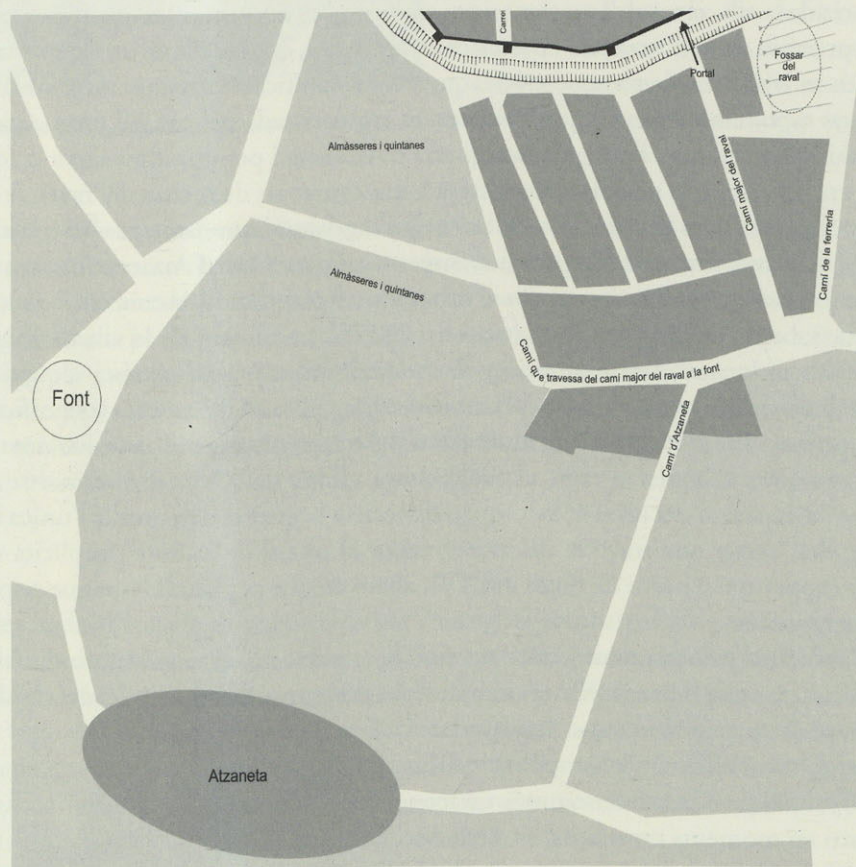 Carrer
Fossar
del
raval
Portal
Almàsseres i quintanes
Camí major del raval
Almàsseres i quintanes
Camí de la ferreria
Camí que travessa del camí major del raval a la font
Font
Camí d'Atzaneta
Atzaneta